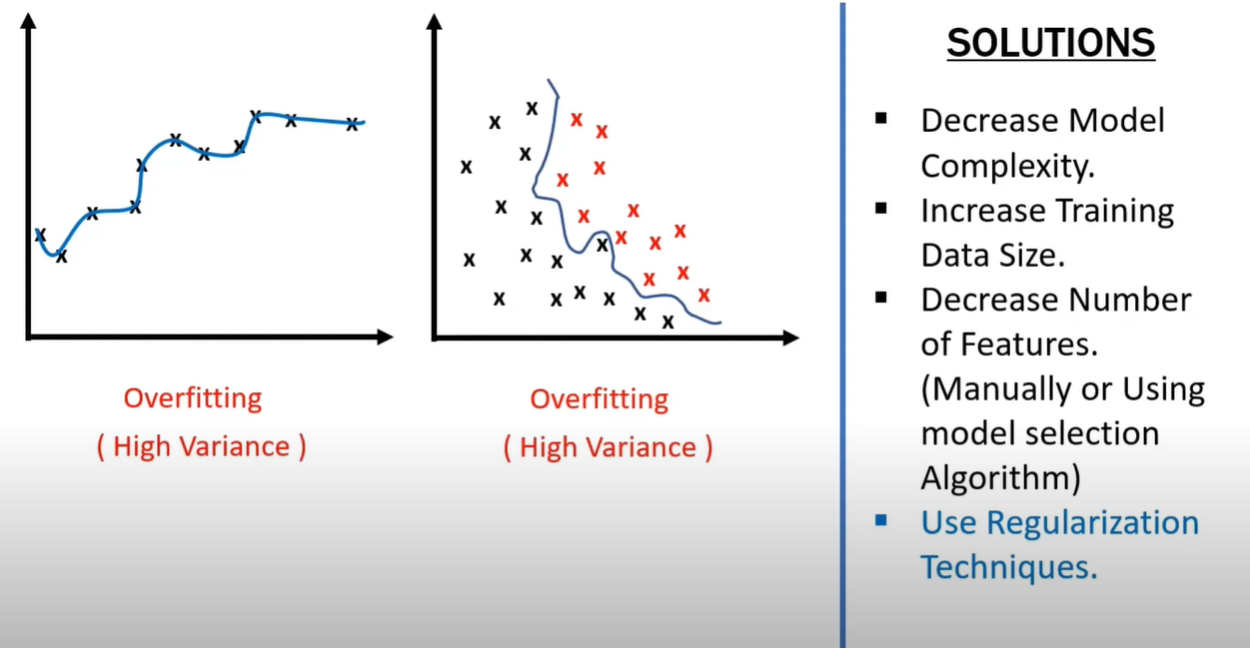 Overfitting
( High Variance )
Overfitting
( High Variance )
SOLUTIONS
▪ Decrease Model
Complexity.
▪ Increase Training
Data Size.
▪ Decrease Number
of Features.
(Manually or Using
model selection
Algorithm)
▪ Use Regularization
Techniques.